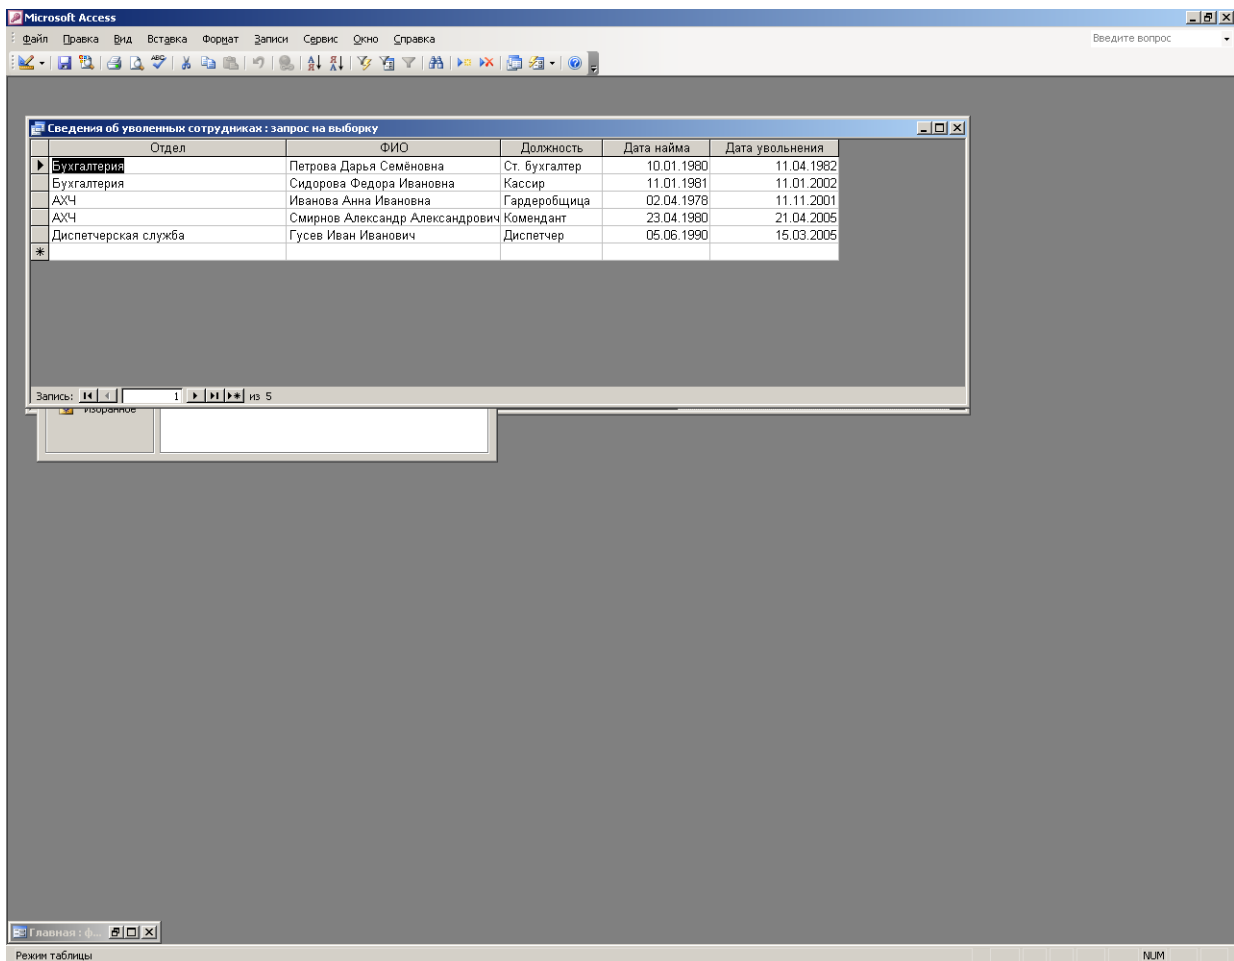 Microsoft Access
Файл Правка Вид Вставка Формат Записи Сервис Окно Справка Введите вопрос
Сведения об уволенных сотрудниках : запрос на выборку
Отдел ФИО Должность Дата найма Дата увольнения
Бухгалтерия Петрова Дарья Семёновна Ст. бухгалтер 10.01.1980 11.04.1982
Бухгалтерия Сидорова Федора Ивановна Кассир 11.01.1981 11.01.2002
АХЧ Иванова Анна Ивановна Гардеробщица 02.04.1978 11.11.2001
АХЧ Смирнов Александр Александрович Комендант 23.04.1980 21.04.2005
Диспетчерская служба Гусев Иван Иванович Диспетчер 05.06.1990 15.03.2005
Запись: 1 из 5
Избранное
Главная : ф...
Режим таблицы NUM